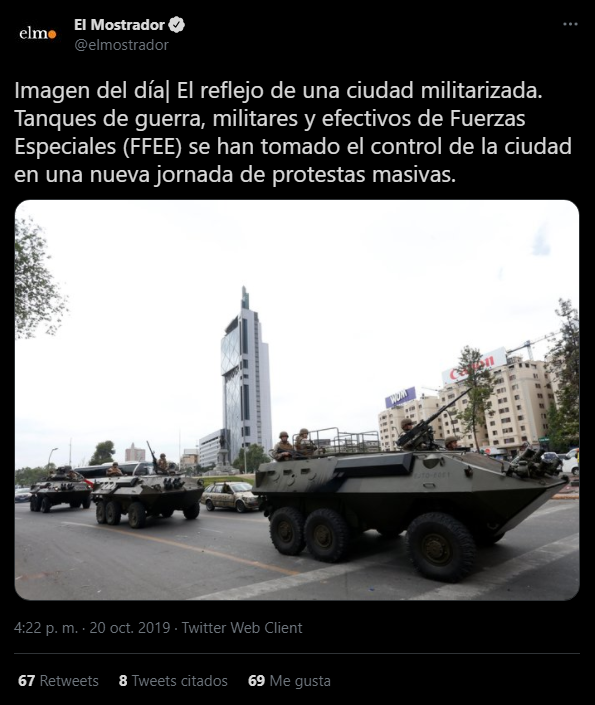 elmo
El Mostrador
@elmostrador
Imagen del día| El reflejo de una ciudad militarizada.
Tanques de guerra, militares y efectivos de Fuerzas
Especiales (FFEE) se han tomado el control de la ciudad
en una nueva jornada de protestas masivas.
WOM
Canon
4:22 p. m. · 20 oct. 2019 · Twitter Web Client
67 Retweets 8 Tweets citados 69 Me gusta